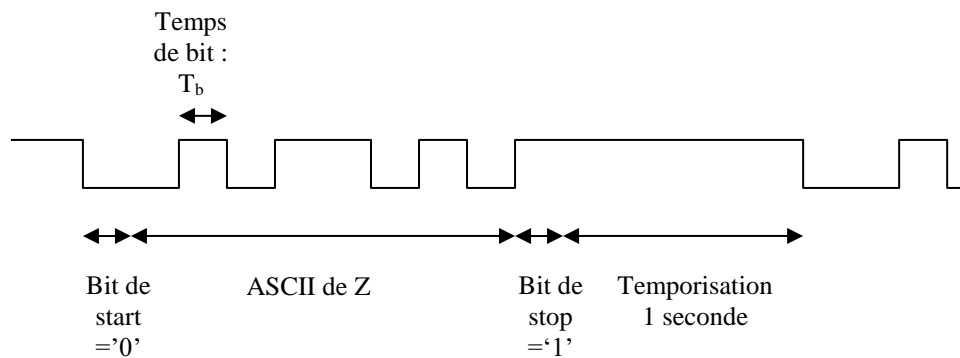 Temps
de bit :
Tb
Bit de
start
='0'
ASCII de Z
Bit de
stop
=‘1’
Temporisation
1 seconde